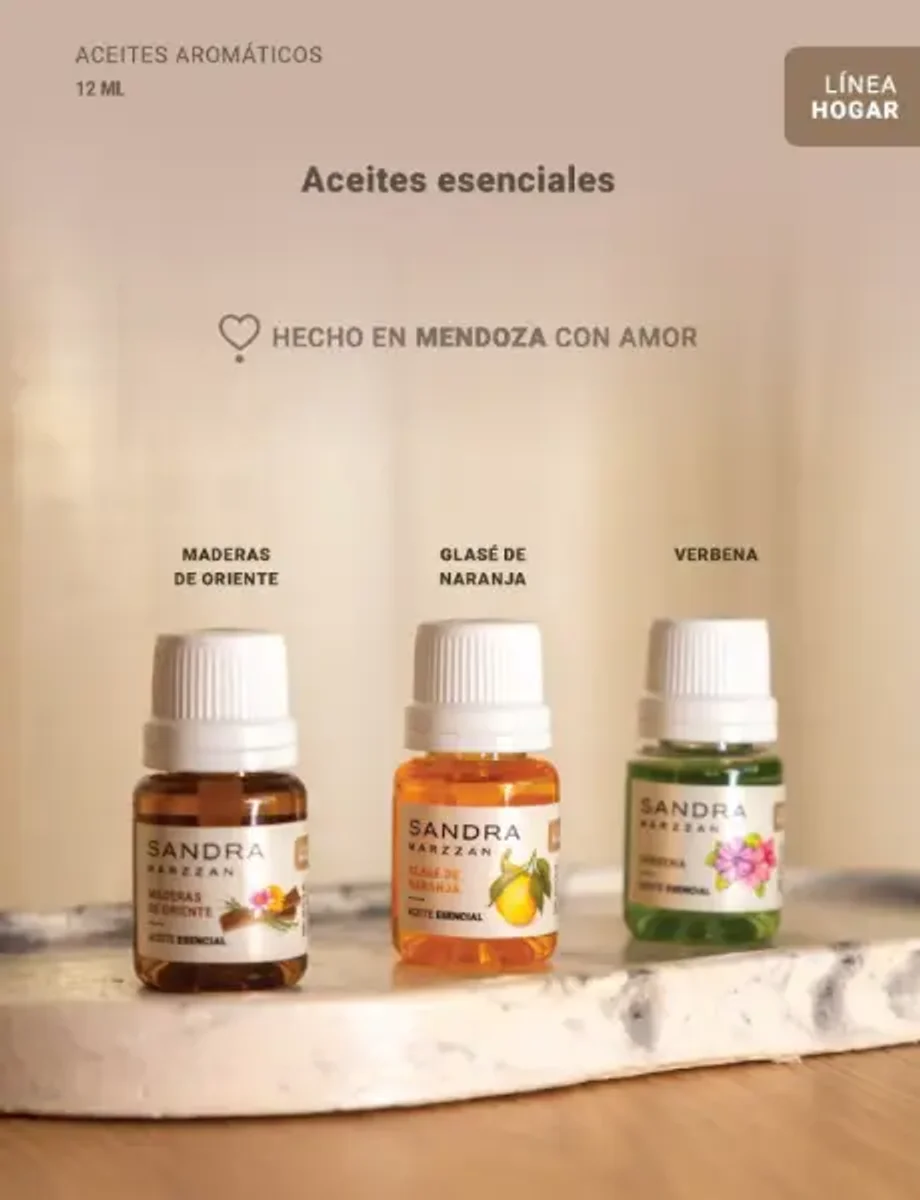 ACEITES AROMÁTICOS
12 ML
LÍNEA
HOGAR
Aceites esenciales
HECHO EN MENDOZA CON AMOR
MADERAS
DE ORIENTE
GLASÉ DE
NARANJA
VERBENA
SANDRA
MARZZAN
MADERAS
DE ORIENTE
ACEITE ESENCIAL
SANDRA
MARZZAN
GLASÉ DE
NARANJA
ACEITE ESENCIAL
SANDRA
MARZZAN
VERBENA
ACEITE ESENCIAL